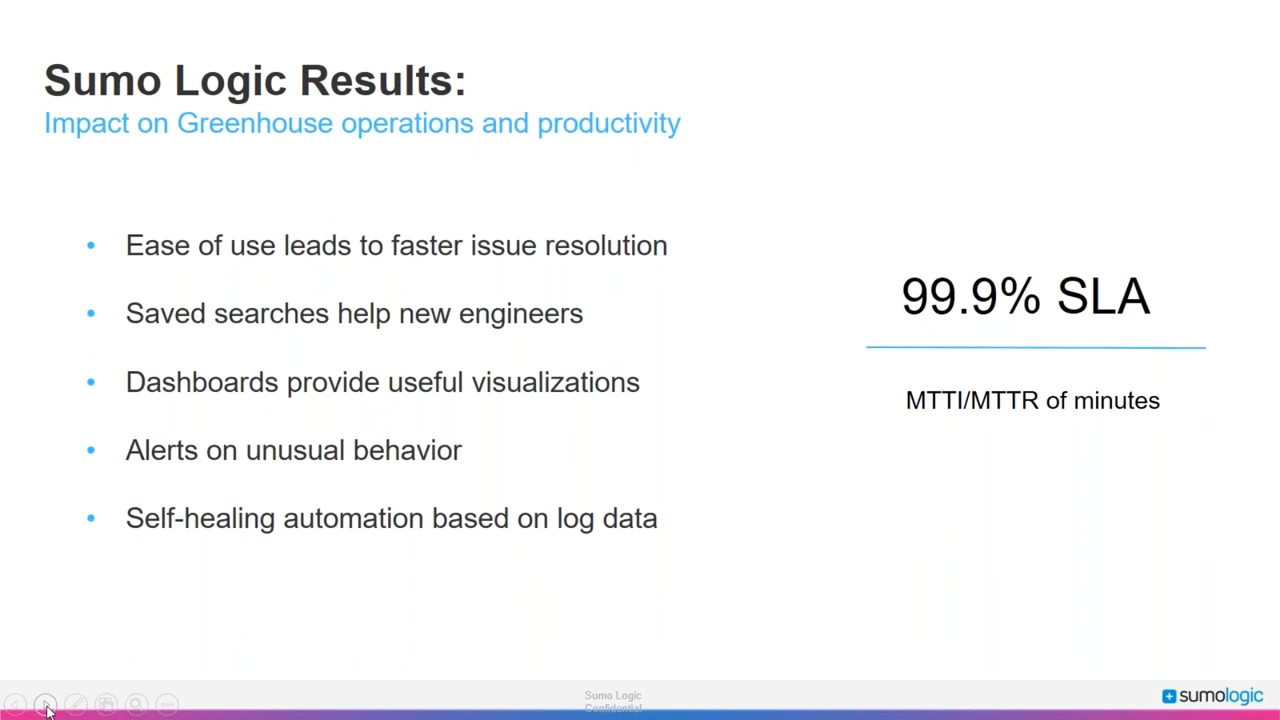 Sumo Logic Results:
Impact on Greenhouse operations and productivity
• Ease of use leads to faster issue resolution
• Saved searches help new engineers
• Dashboards provide useful visualizations
• Alerts on unusual behavior
• Self-healing automation based on log data
99.9% SLA
MTTI/MTTR of minutes
Sumo Logic
Confidential
sumologic